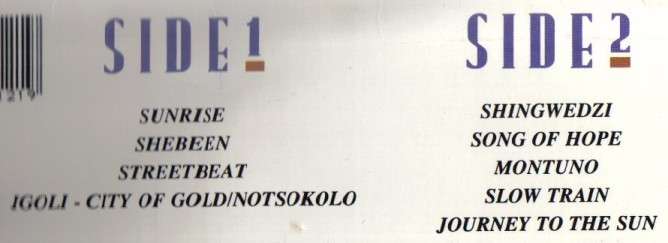 1219
SIDE 1
SUNRISE
SHEBEEN
STREETBEAT
IGOLI - CITY OF GOLD/NOTSOKOLO
SIDE 2
SHINGWEDZI
SONG OF HOPE
MONTUNO
SLOW TRAIN
JOURNEY TO THE SUN